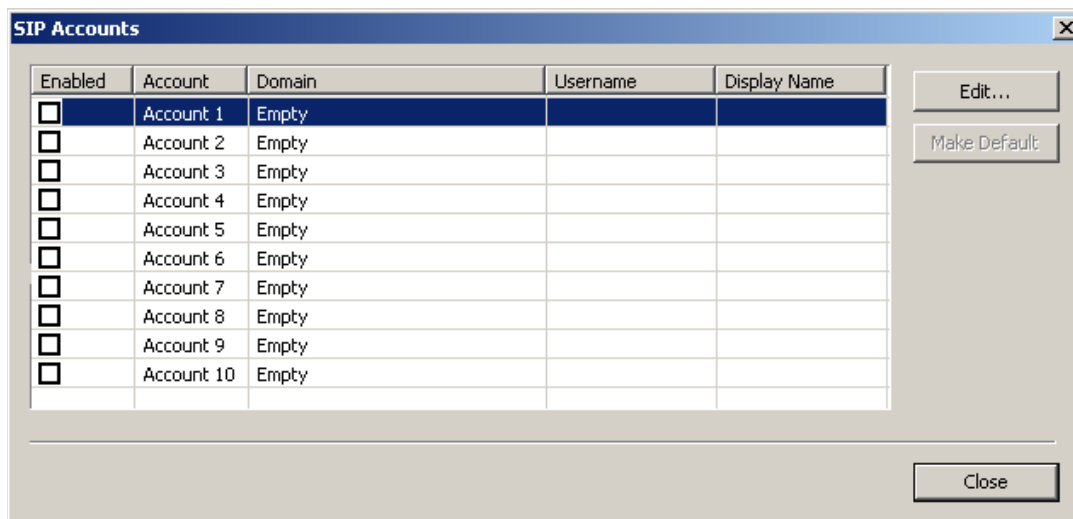 SIP Accounts
Enabled Account Domain Username Display Name
Account 1 Empty
Account 2 Empty
Account 3 Empty
Account 4 Empty
Account 5 Empty
Account 6 Empty
Account 7 Empty
Account 8 Empty
Account 9 Empty
Account 10 Empty
Edit...
Make Default
Close